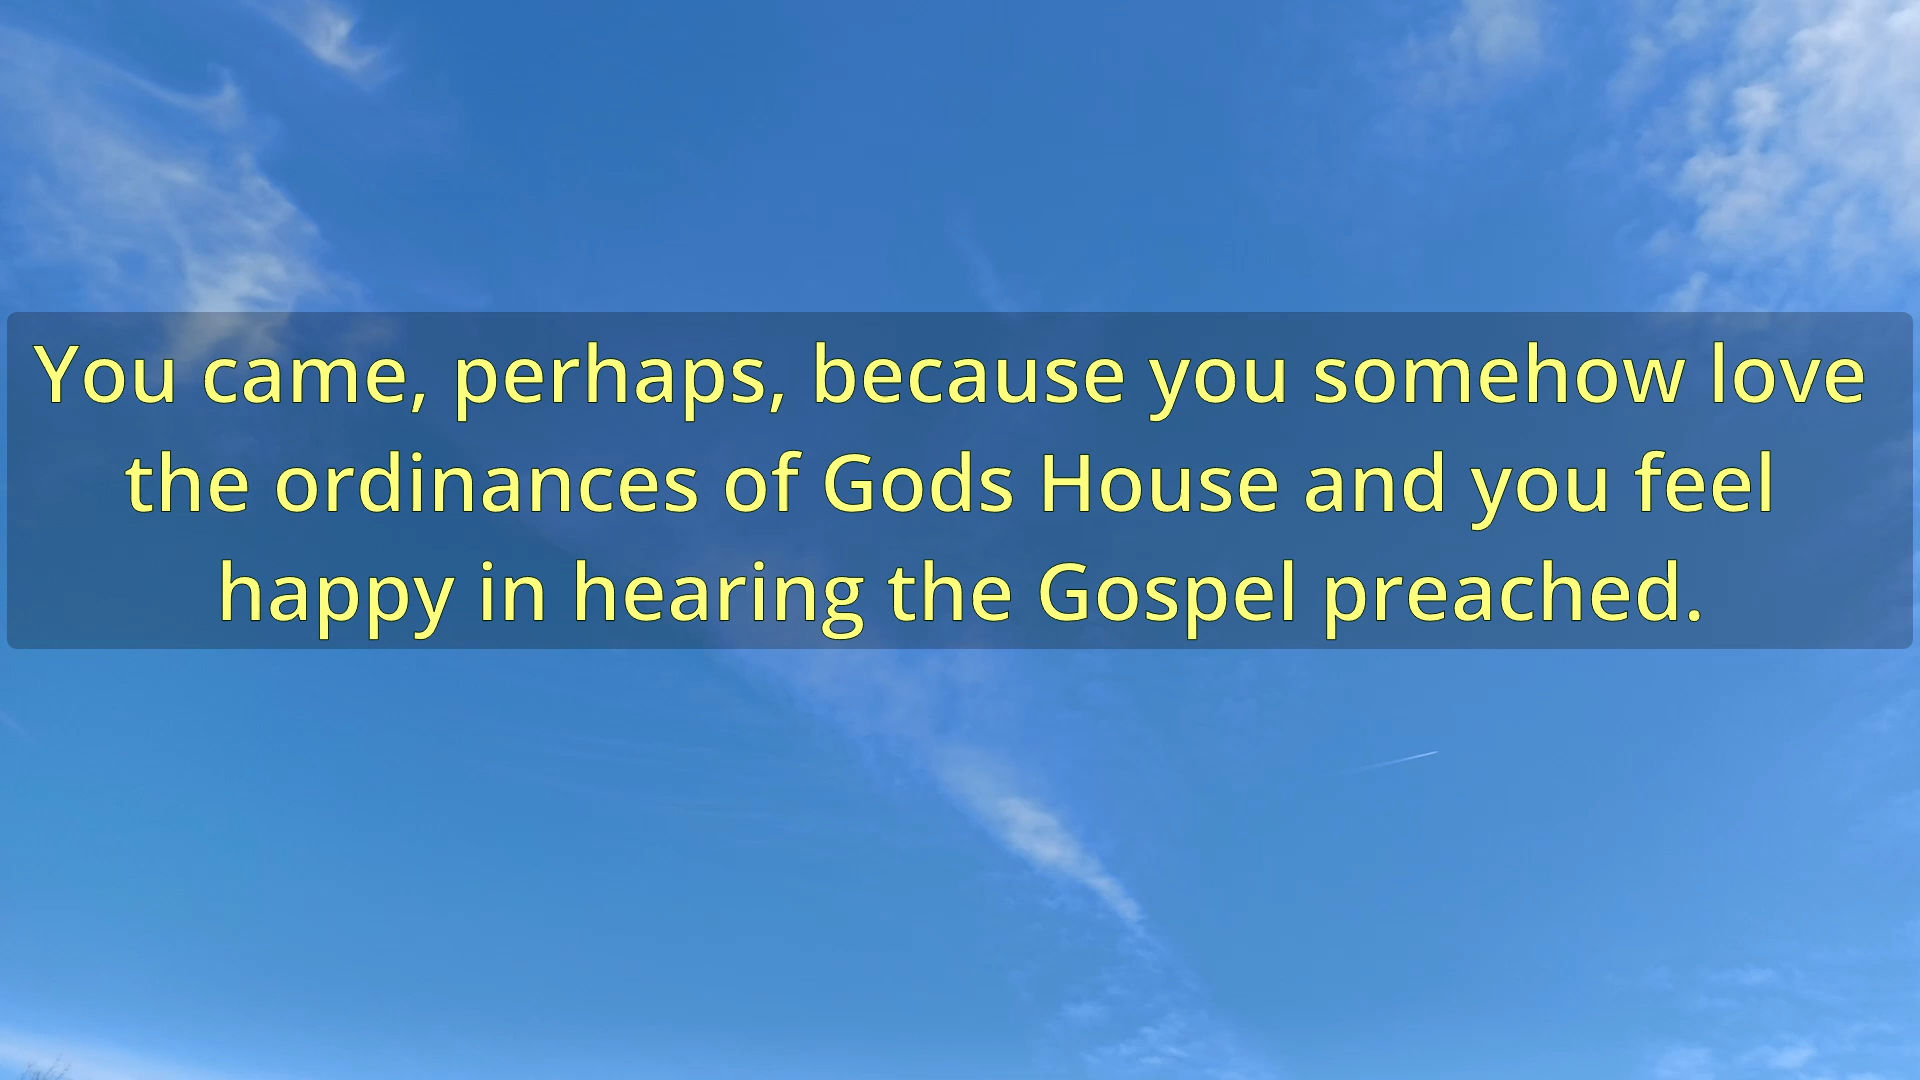 You came, perhaps, because you somehow love
the ordinances of Gods House and you feel
happy in hearing the Gospel preached.